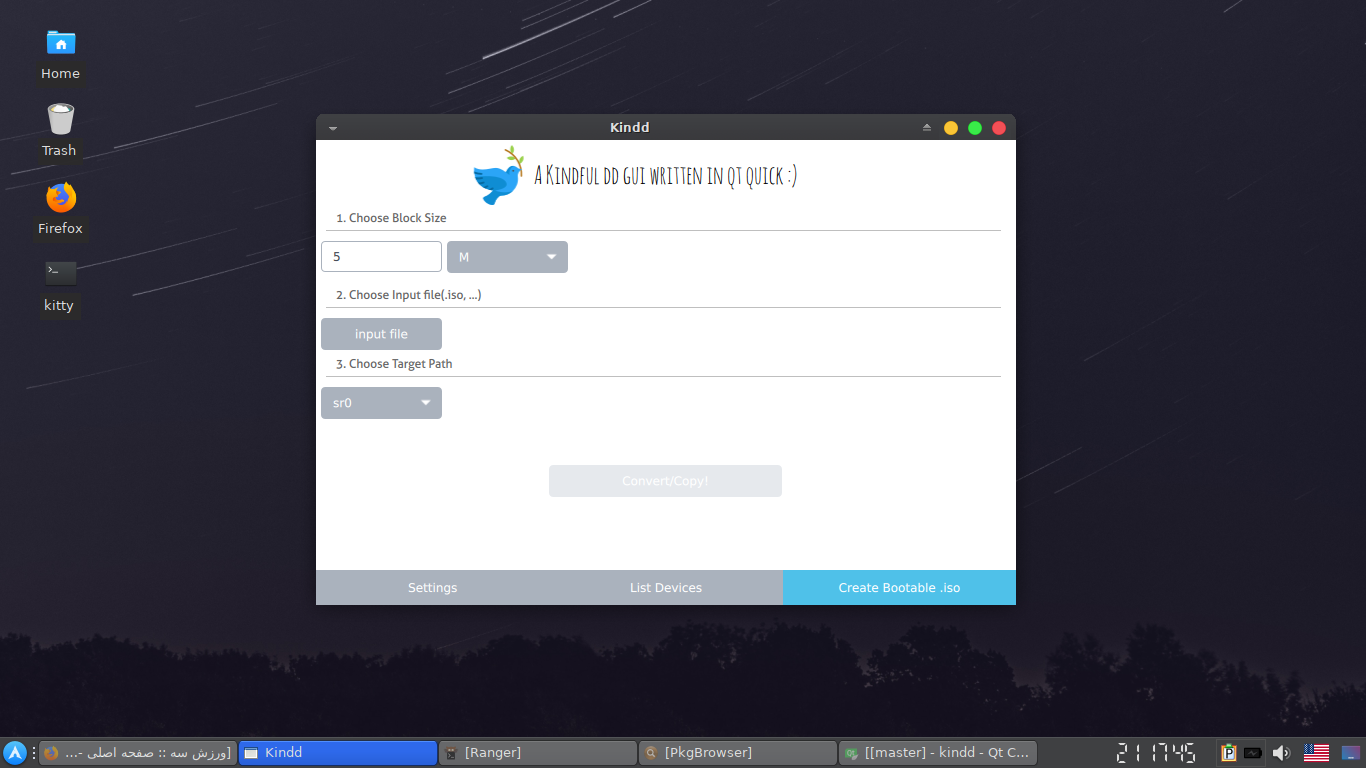 Home
Trash
Firefox
kitty
Kindd
A Kindful dd gui written in qt quick :)
1. Choose Block Size
5
M
2. Choose Input file(.iso, ...)
input file
3. Choose Target Path
sr0
Convert/Copy!
Settings
List Devices
Create Bootable .iso
[ورزش سه :: صفحه اصلی -...
Kindd
[Ranger]
[PkgBrowser]
[[master] - kindd - Qt C...
21:17:45